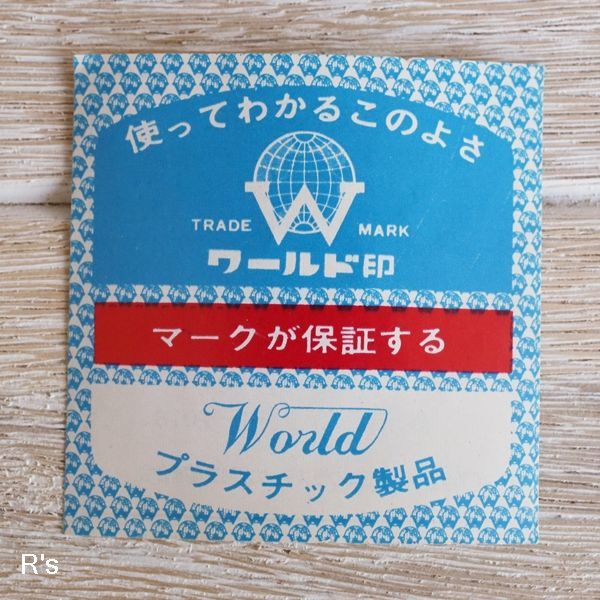 使ってわかるこのよさ
W
TRADE MARK
ワールド印
マークが保証する
World
プラスチック製品
R's